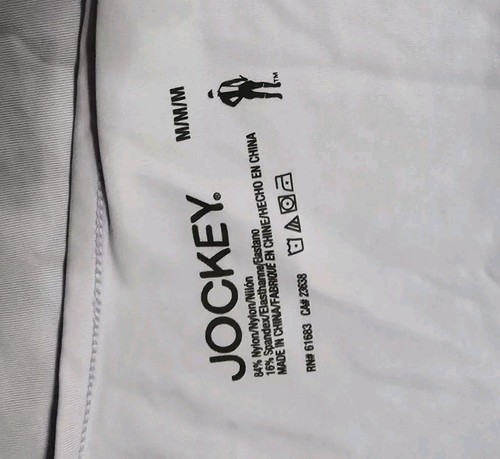 M/M/M
™
JOCKEY®
84% Nylon/Nylon/Nilón
16% Spandex/Elasthanne/Elastano
MADE IN CHINA/FABRIQUÉ EN CHINE/HECHO EN CHINA
RN# 61683 CA# 23638